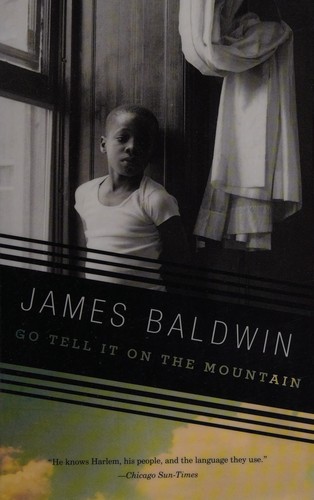 JAMES BALDWIN
GO TELL IT ON THE MOUNTAIN
“He knows Harlem, his people, and the language they use.”
—Chicago Sun-Times